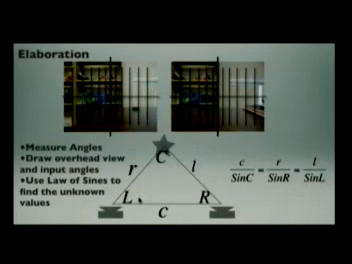 Elaboration
•Measure Angles
•Draw overhead view
and input angles
•Use Law of Sines to
find the unknown
values
C
r
l
L
R
c
c/SinC = r/SinR = l/SinL